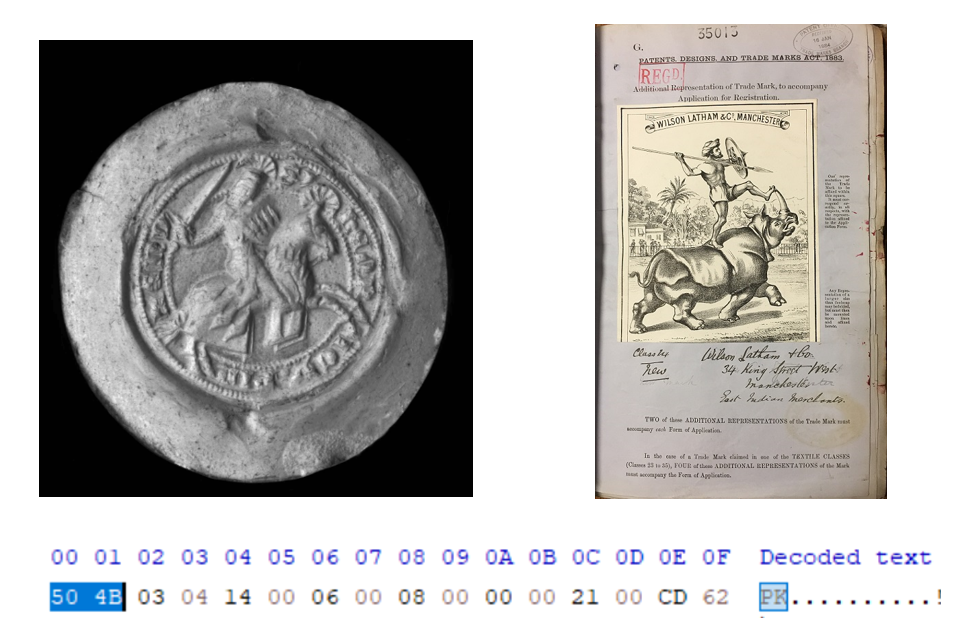 G.
PATENTS, DESIGNS, AND TRADE MARKS ACT, 1883.
REGD.
Additional Representation of Trade Mark, to accompany
Application for Registration.
WILSON LATHAM & Co. MANCHESTER
Class 24
New
Wilson Latham & Co.
34 King Street West
Manchester
East Indian Merchants.
TWO of these ADDITIONAL REPRESENTATIONS of the Trade Mark must
accompany each Form of Application.
In the case of a Trade Mark claimed in one of the TEXTILE CLASSES
(Classes 23 to 35), FOUR of these ADDITIONAL REPRESENTATIONS of the Mark
must accompany the Form of Application.
00 01 02 03 04 05 06 07 08 09 0A 0B 0C 0D 0E 0F Decoded text
50 4B 03 04 14 00 06 00 08 00 00 00 21 00 CD 62 PK..........!